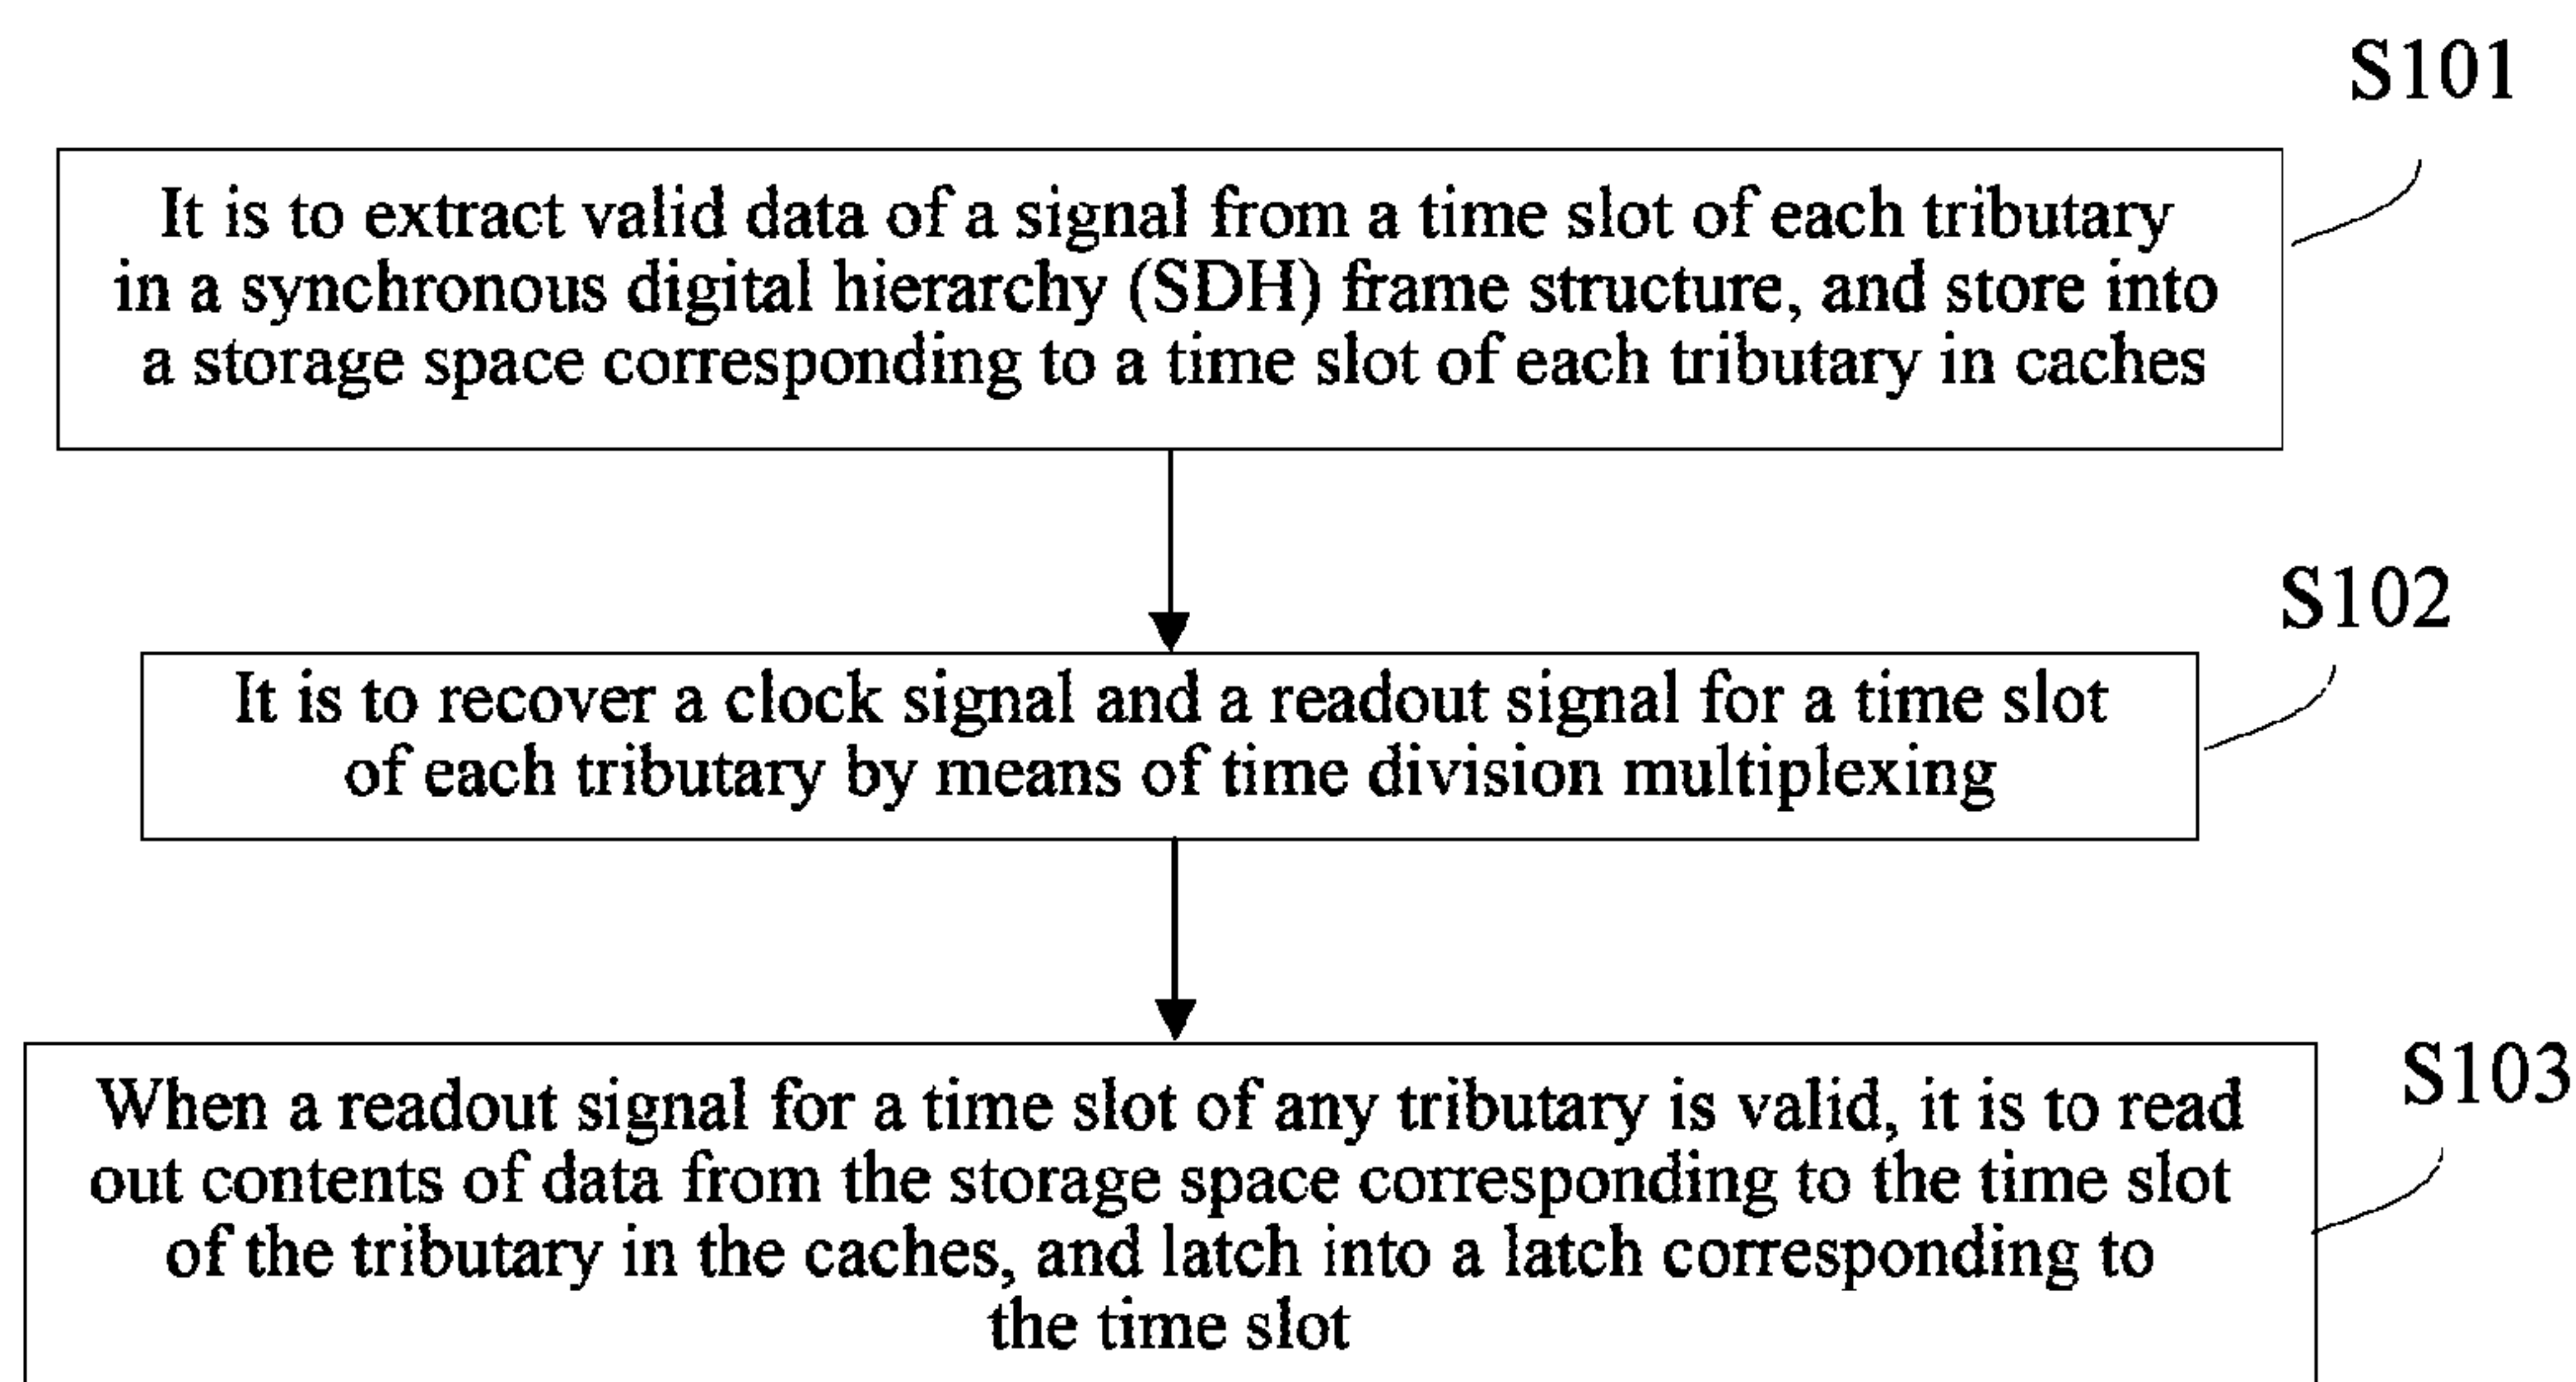 S101
It is to extract valid data of a signal from a time slot of each tributary
in a synchronous digital hierarchy (SDH) frame structure, and store into
a storage space corresponding to a time slot of each tributary in caches
S102
It is to recover a clock signal and a readout signal for a time slot
of each tributary by means of time division multiplexing
S103
When a readout signal for a time slot of any tributary is valid, it is to read
out contents of data from the storage space corresponding to the time slot
of the tributary in the caches, and latch into a latch corresponding to
the time slot